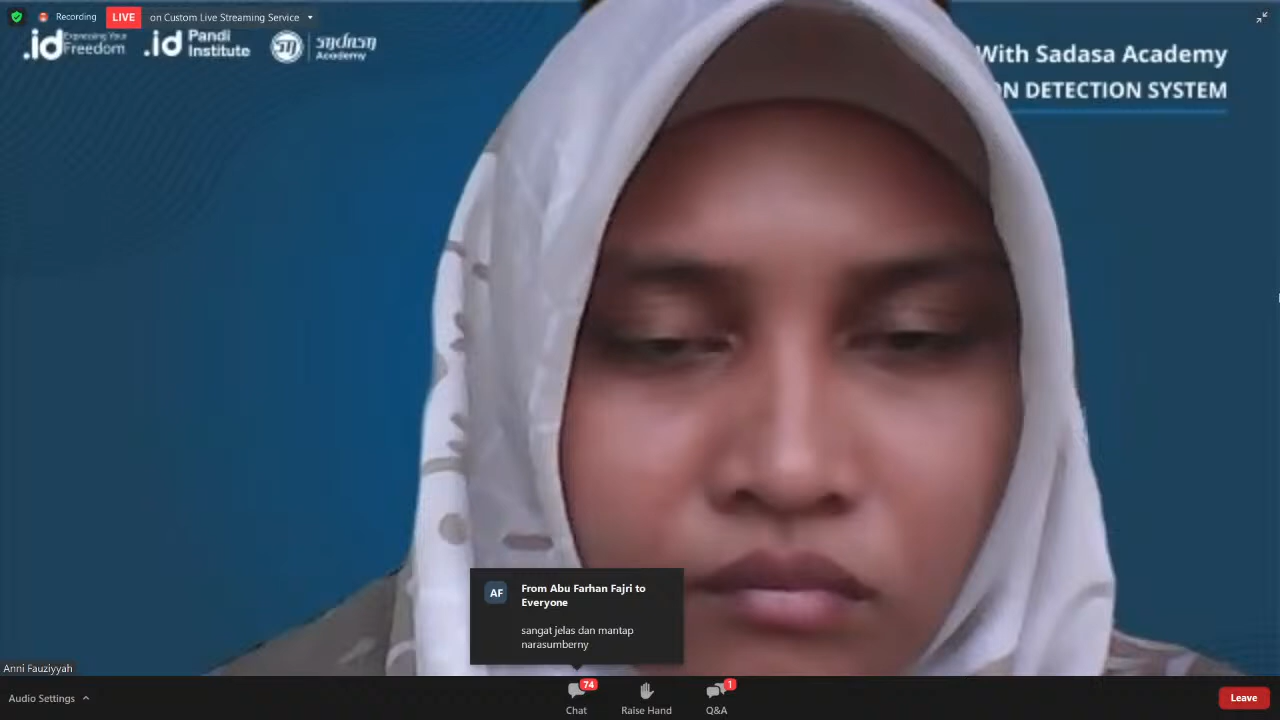 Recording
LIVE
on Custom Live Streaming Service
.id Expressing Your Freedom
.id Pandi Institute
Academy
With Sadasa Academy
ON DETECTION SYSTEM
AF
From Abu Farhan Fajri to
Everyone
sangat jelas dan mantap
narasumberny
Anni Fauziyyah
Audio Settings
74
Chat
Raise Hand
1
Q&A
Leave